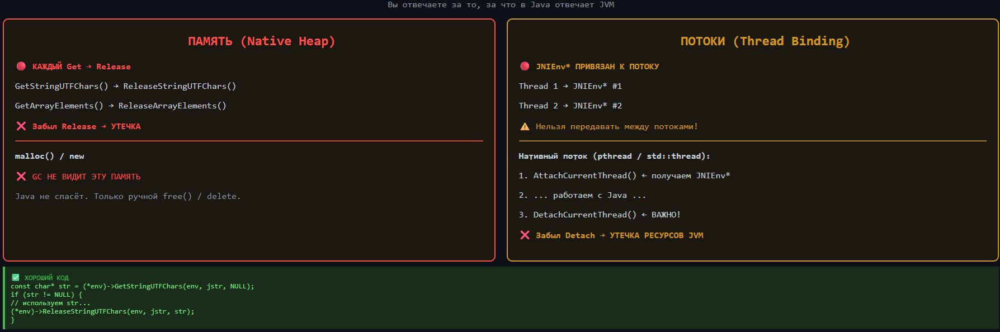 Вы отвечаете за то, за что в Java отвечает JVM
ПАМЯТЬ (Native Heap)
🔴 КАЖДЫЙ Get → Release
GetStringUTFChars() → ReleaseStringUTFChars()
GetArrayElements() → ReleaseArrayElements()
❌ Забыл Release → УТЕЧКА
malloc() / new
❌ GC НЕ ВИДИТ ЭТУ ПАМЯТЬ
Java не спасёт. Только ручной free() / delete.
ПОТОКИ (Thread Binding)
🔴 JNIEnv* ПРИВЯЗАН К ПОТОКУ
Thread 1 → JNIEnv* #1
Thread 2 → JNIEnv* #2
⚠️ Нельзя передавать между потоками!
Нативный поток (pthread / std::thread):
1. AttachCurrentThread() ← получаем JNIEnv*
2. ... работаем с Java ...
3. DetachCurrentThread() ← ВАЖНО!
❌ Забыл Detach → УТЕЧКА РЕСУРСОВ JVM
✅ ХОРОШИЙ КОД
const char* str = (*env)->GetStringUTFChars(env, jstr, NULL);
if (str != NULL) {
// используем str...
(*env)->ReleaseStringUTFChars(env, jstr, str);
}